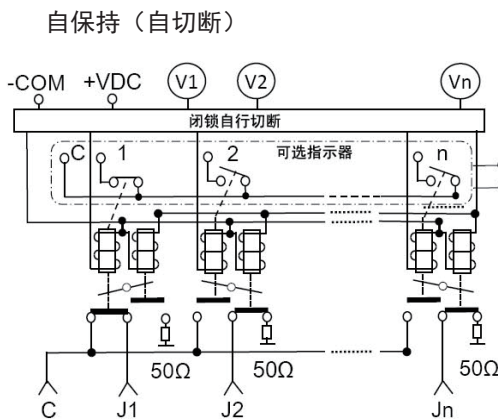 自保持（自切断）
-COM +VDC V1 V2 Vn
闭锁自行切断
可选指示器
C 1 2 n
50Ω 50Ω 50Ω
C J1 J2 Jn